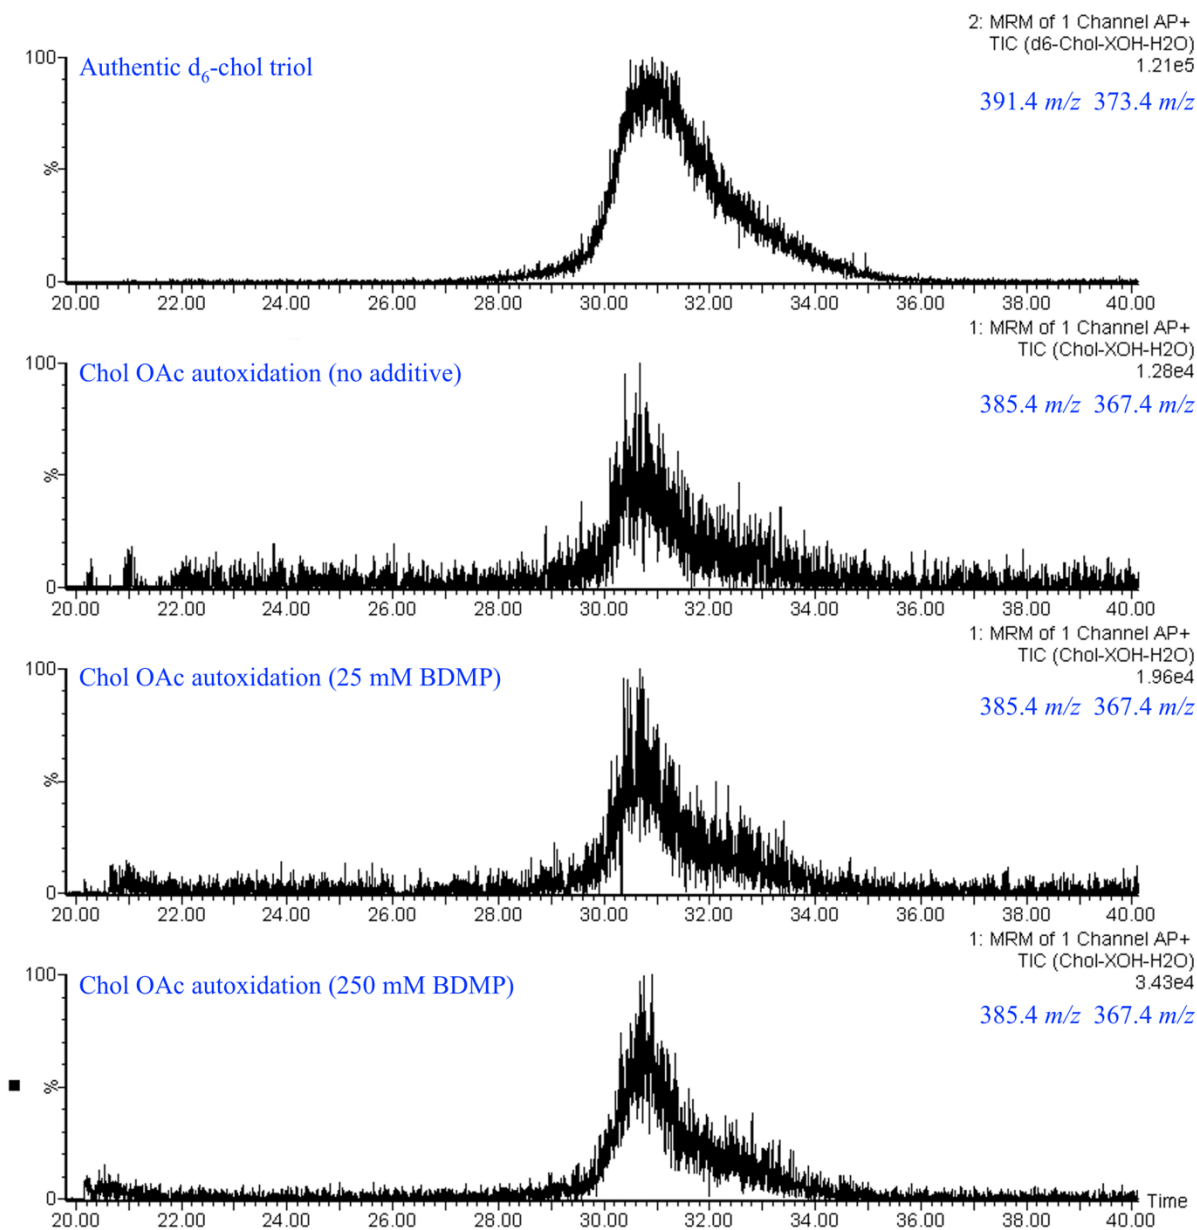 2: MRM of 1 Channel AP+
TIC (d6-Chol-XOH-H2O)
1.21e5
Authentic d6-chol triol
391.4 m/z 373.4 m/z
100
%
0
20.00 22.00 24.00 26.00 28.00 30.00 32.00 34.00 36.00 38.00 40.00
1: MRM of 1 Channel AP+
TIC (Chol-XOH-H2O)
1.28e4
Chol OAc autoxidation (no additive)
385.4 m/z 367.4 m/z
100
%
0
20.00 22.00 24.00 26.00 28.00 30.00 32.00 34.00 36.00 38.00 40.00
1: MRM of 1 Channel AP+
TIC (Chol-XOH-H2O)
1.96e4
Chol OAc autoxidation (25 mM BDMP)
385.4 m/z 367.4 m/z
100
%
0
20.00 22.00 24.00 26.00 28.00 30.00 32.00 34.00 36.00 38.00 40.00
1: MRM of 1 Channel AP+
TIC (Chol-XOH-H2O)
3.43e4
Chol OAc autoxidation (250 mM BDMP)
385.4 m/z 367.4 m/z
100
%
0
Time
20.00 22.00 24.00 26.00 28.00 30.00 32.00 34.00 36.00 38.00 40.00